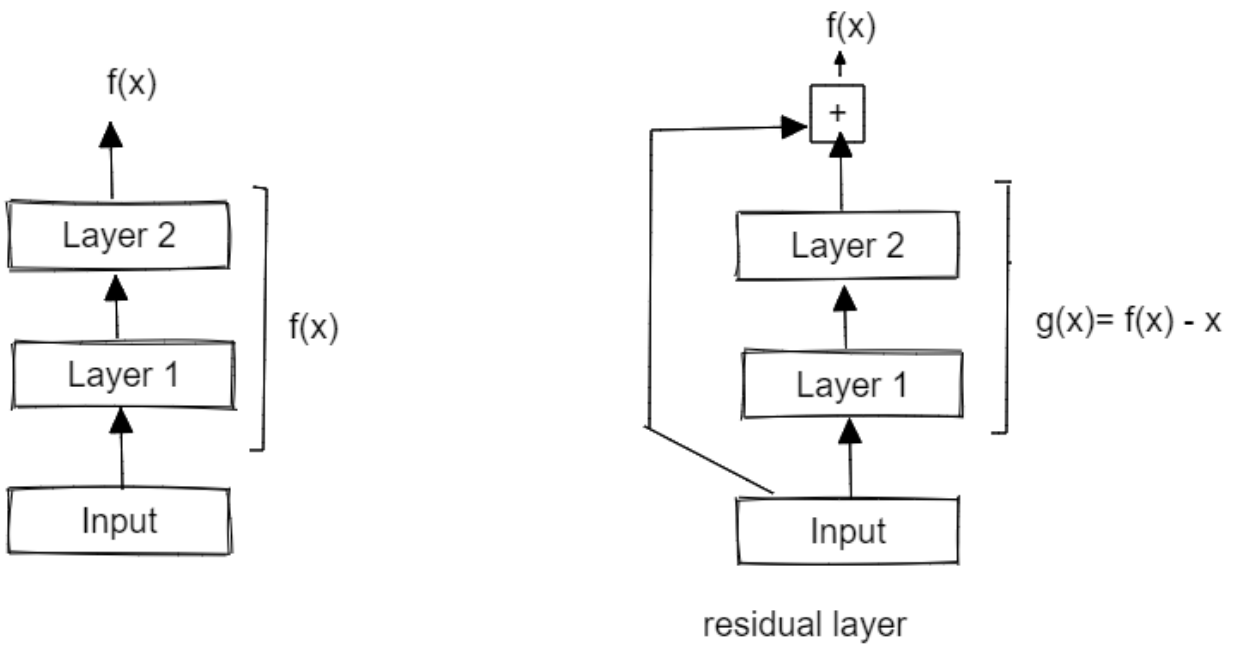 f(x)
Layer 2
Layer 1
f(x)
Input
f(x)
+
Layer 2
Layer 1
g(x)= f(x) - x
Input
residual layer